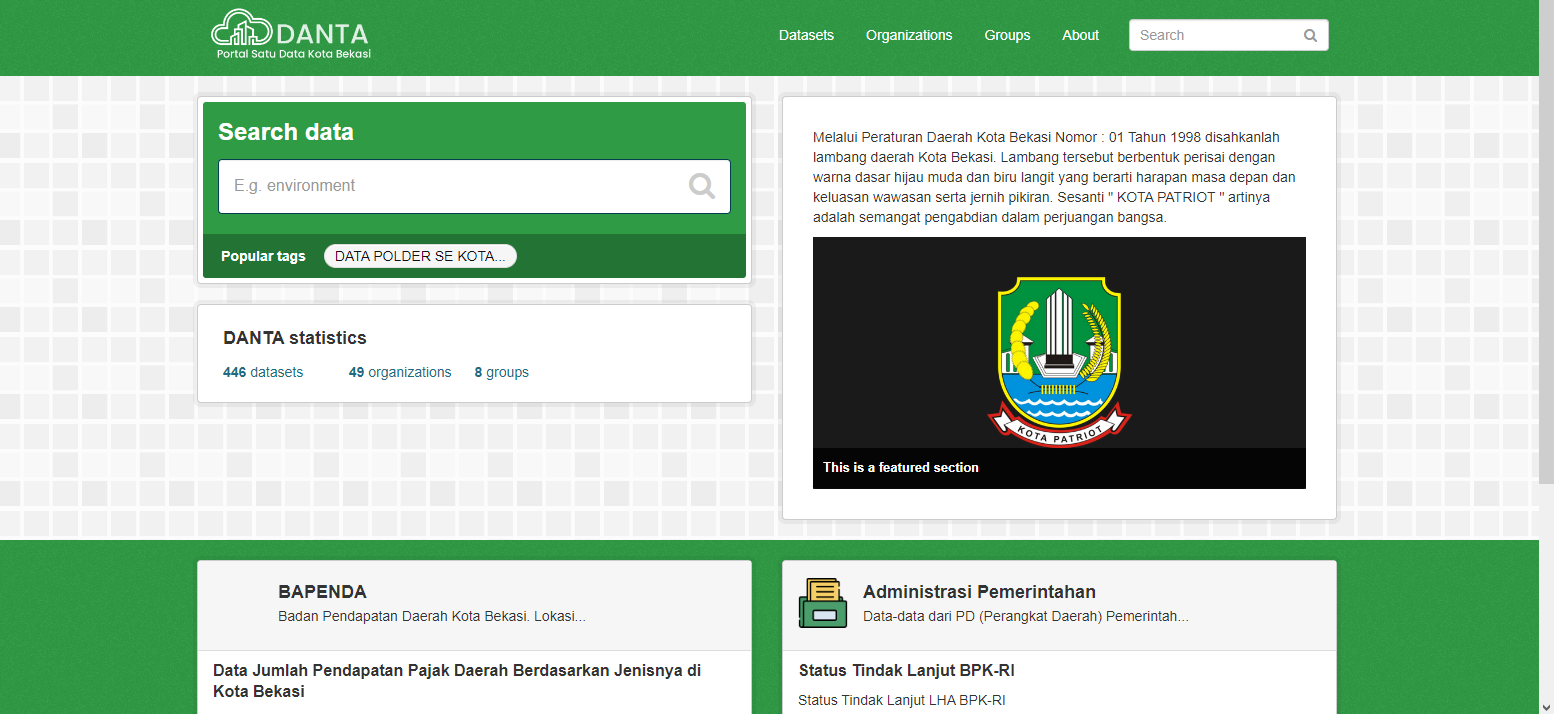 DANTA
Portal Satu Data Kota Bekasi
Datasets
Organizations
Groups
About
Search
Search data
E.g. environment
Popular tags
DATA POLDER SE KOTA...
DANTA statistics
446 datasets
49 organizations
8 groups
Melalui Peraturan Daerah Kota Bekasi Nomor : 01 Tahun 1998 disahkanlah
lambang daerah Kota Bekasi. Lambang tersebut berbentuk perisai dengan
warna dasar hijau muda dan biru langit yang berarti harapan masa depan dan
keluasan wawasan serta jernih pikiran. Sesanti " KOTA PATRIOT " artinya
adalah semangat pengabdian dalam perjuangan bangsa.
KOTA PATRIOT
This is a featured section
BAPENDA
Badan Pendapatan Daerah Kota Bekasi. Lokasi...
Data Jumlah Pendapatan Pajak Daerah Berdasarkan Jenisnya di
Kota Bekasi
Administrasi Pemerintahan
Data-data dari PD (Perangkat Daerah) Pemerintah...
Status Tindak Lanjut BPK-RI
Status Tindak Lanjut LHA BPK-RI